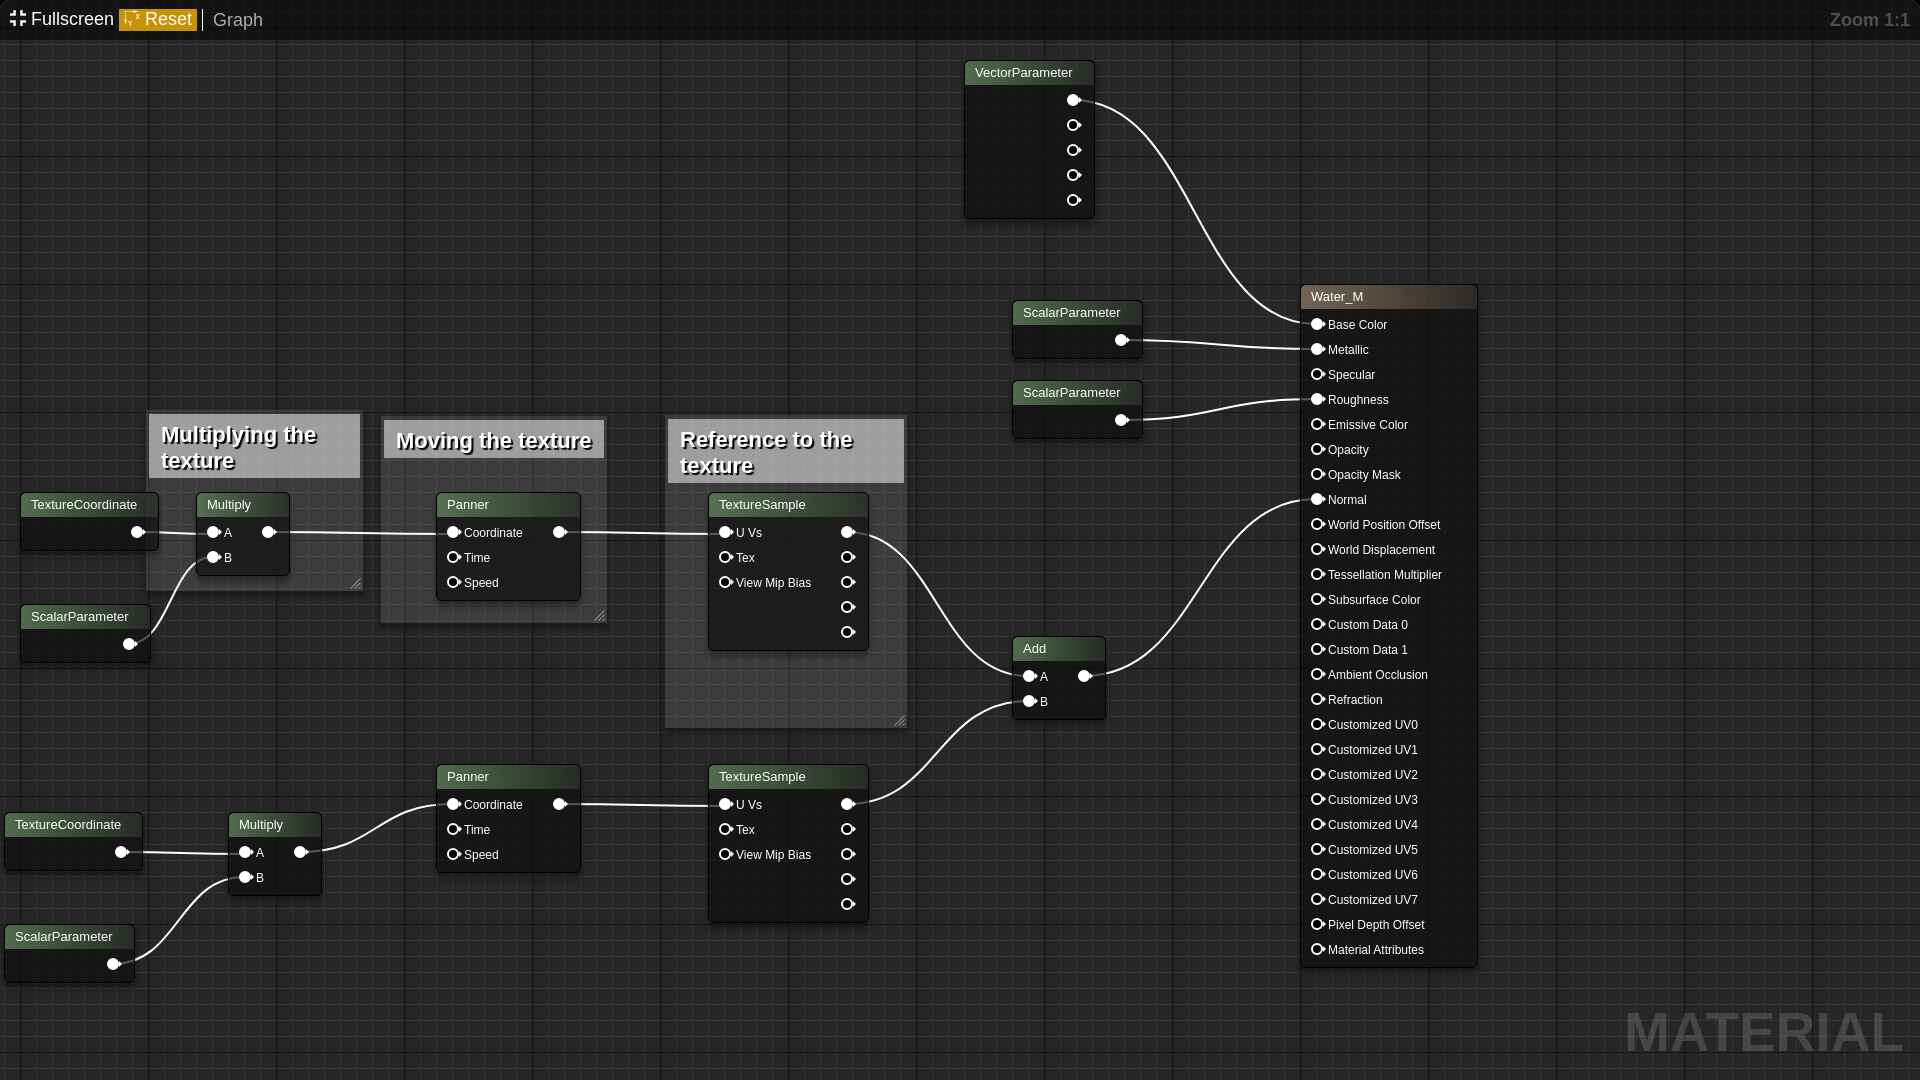 Fullscreen Reset Graph
Zoom 1:1
VectorParameter
ScalarParameter
ScalarParameter
Water_M
Base Color
Metallic
Specular
Roughness
Emissive Color
Opacity
Opacity Mask
Normal
World Position Offset
World Displacement
Tessellation Multiplier
Subsurface Color
Custom Data 0
Custom Data 1
Ambient Occlusion
Refraction
Customized UV0
Customized UV1
Customized UV2
Customized UV3
Customized UV4
Customized UV5
Customized UV6
Customized UV7
Pixel Depth Offset
Material Attributes
Multiplying the
texture
TextureCoordinate
Multiply
A
B
ScalarParameter
Moving the texture
Panner
Coordinate
Time
Speed
Reference to the
texture
TextureSample
U Vs
Tex
View Mip Bias
Add
A
B
TextureCoordinate
Multiply
A
B
ScalarParameter
Panner
Coordinate
Time
Speed
TextureSample
U Vs
Tex
View Mip Bias
MATERIAL